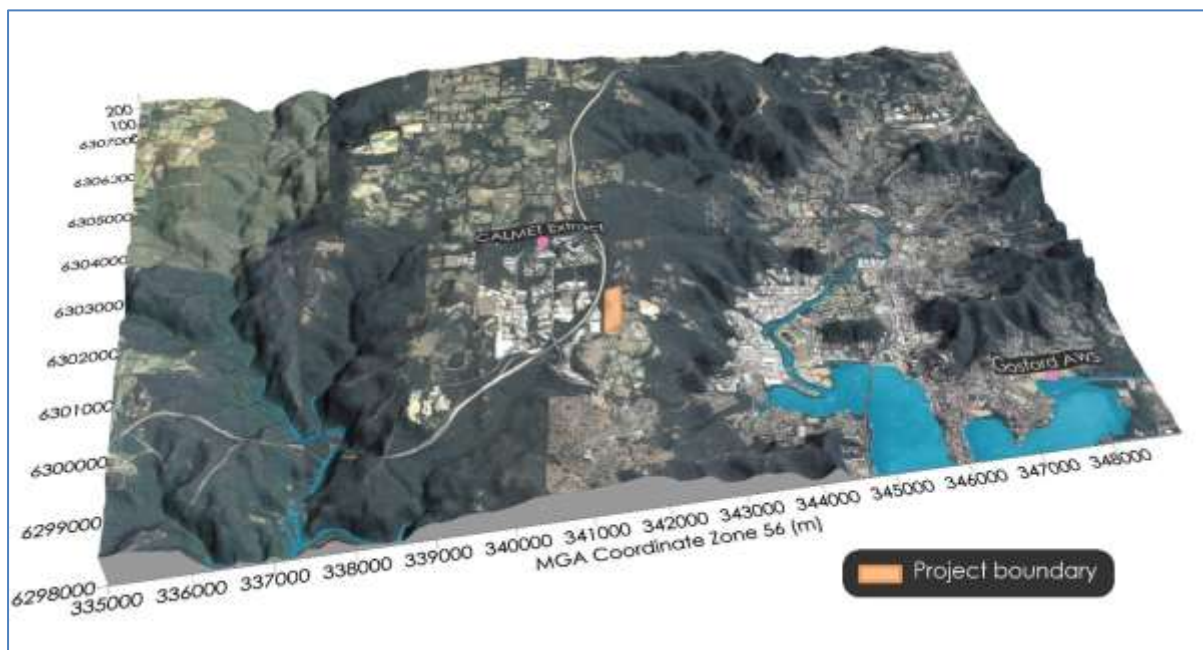 200
100
6307000
6306000
6305000
6304000
6303000
6302000
6301000
6300000
6299000
6298000
CALMET Extract
Gosford AWS
335000 336000 337000 338000 339000 340000 341000 342000 343000 344000 345000 346000 347000 348000
MGA Coordinate Zone 56 (m)
Project boundary